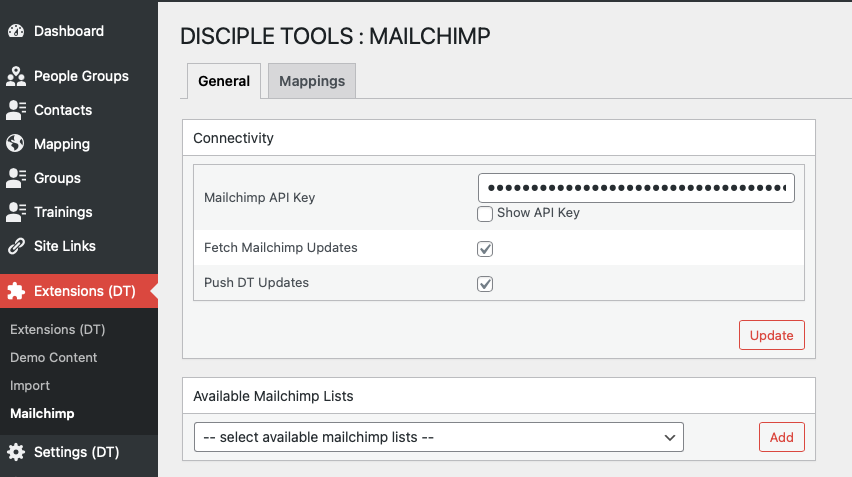 Dashboard
People Groups
Contacts
Mapping
Groups
Trainings
Site Links
Extensions (DT)
Extensions (DT)
Demo Content
Import
Mailchimp
Settings (DT)
DISCIPLE TOOLS : MAILCHIMP
General Mappings
Connectivity
Mailchimp API Key
Show API Key
Fetch Mailchimp Updates
Push DT Updates
Update
Available Mailchimp Lists
-- select available mailchimp lists -- Add